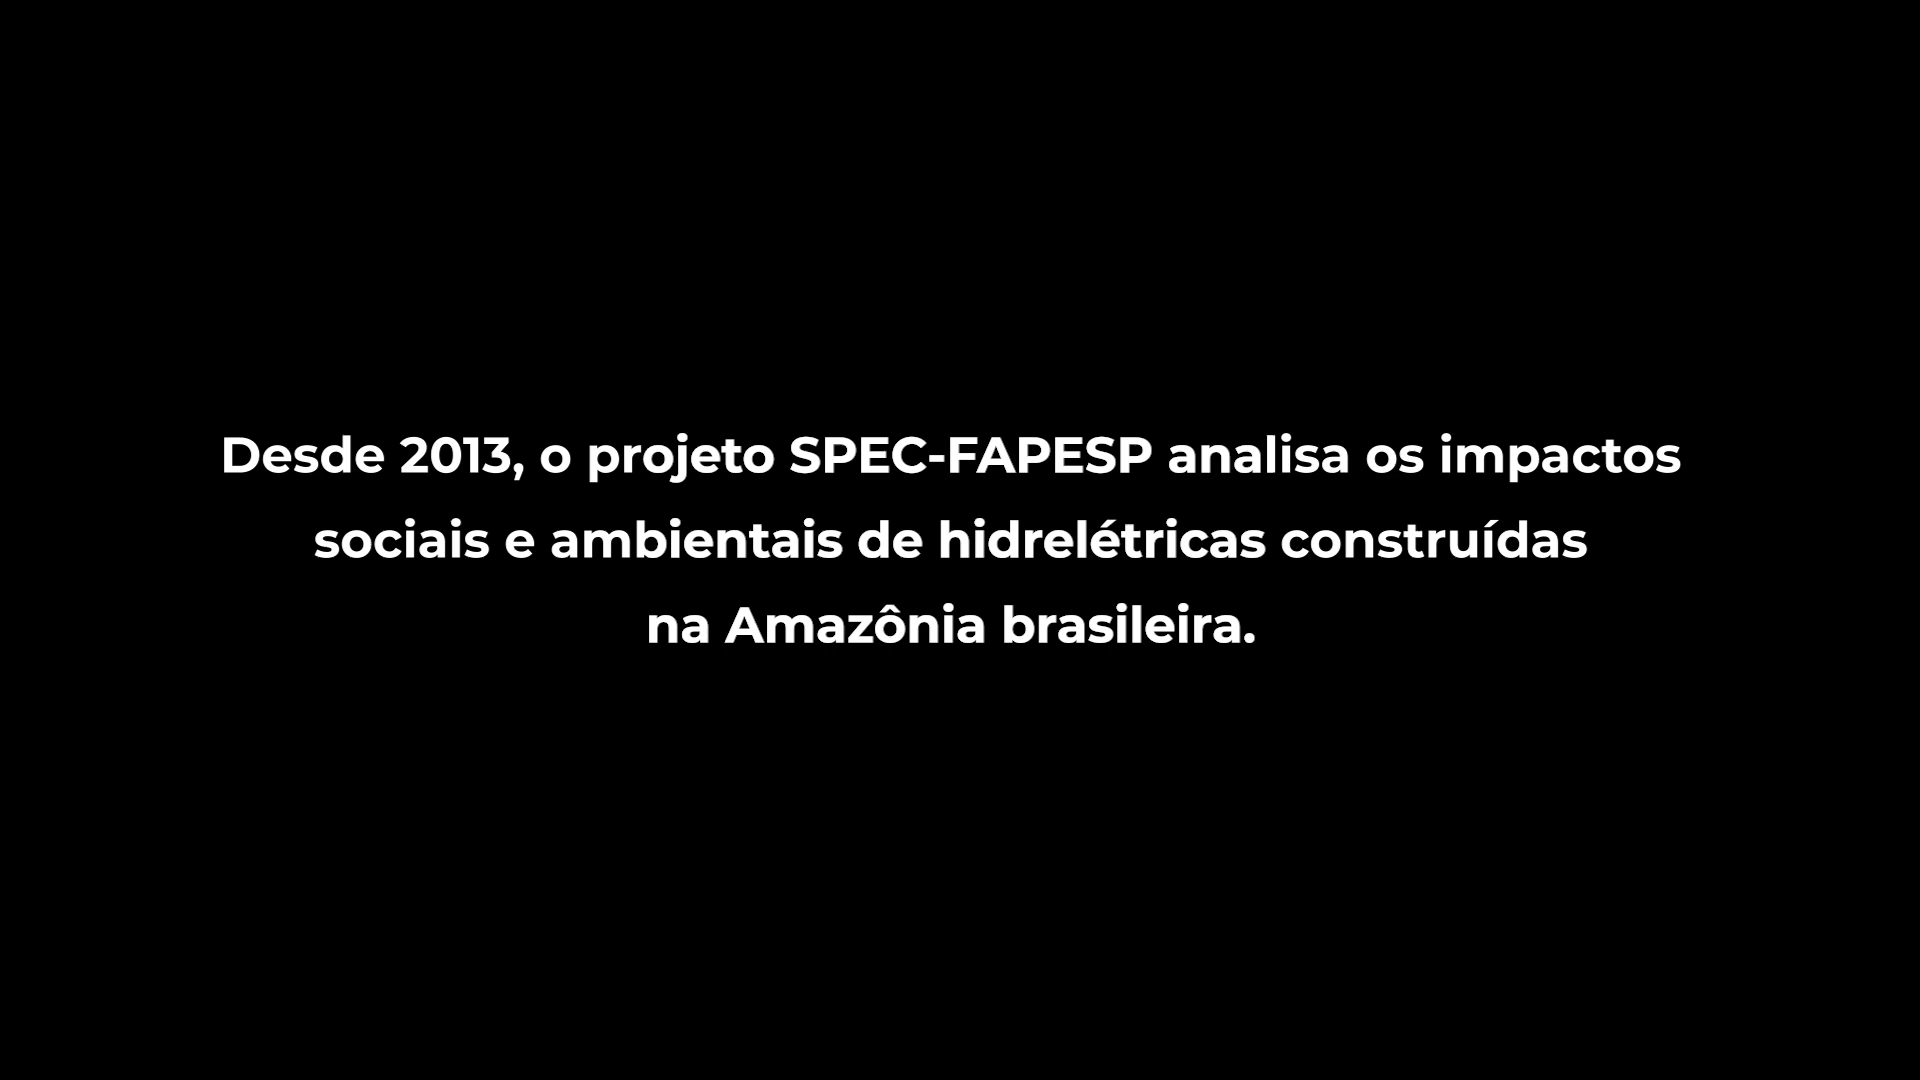 Desde 2013, o projeto SPEC-FAPESP analisa os impactos
sociais e ambientais de hidrelétricas construídas
na Amazônia brasileira.